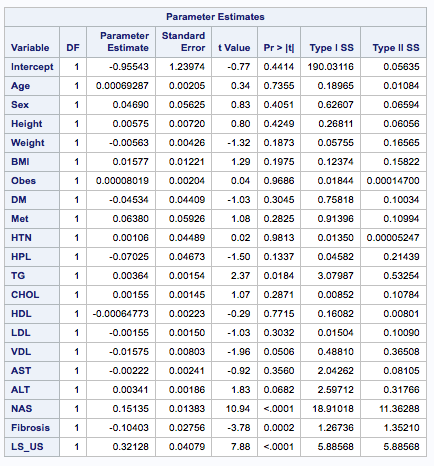 Parameter Estimates
Variable DF Parameter Estimate Standard Error t Value Pr > |t| Type I SS Type II SS
Intercept 1 -0.95543 1.23974 -0.77 0.4414 190.03116 0.05635
Age 1 0.00069287 0.00205 0.34 0.7355 0.18965 0.01084
Sex 1 0.04690 0.05625 0.83 0.4051 0.62607 0.06594
Height 1 0.00575 0.00720 0.80 0.4249 0.26811 0.06056
Weight 1 -0.00563 0.00426 -1.32 0.1873 0.05755 0.16565
BMI 1 0.01577 0.01221 1.29 0.1975 0.12374 0.15822
Obes 1 0.00008019 0.00204 0.04 0.9686 0.01844 0.00014700
DM 1 -0.04534 0.04409 -1.03 0.3045 0.75818 0.10034
Met 1 0.06380 0.05926 1.08 0.2825 0.91396 0.10994
HTN 1 0.00106 0.04489 0.02 0.9813 0.01350 0.00005247
HPL 1 -0.07025 0.04673 -1.50 0.1337 0.04582 0.21439
TG 1 0.00364 0.00154 2.37 0.0184 3.07987 0.53254
CHOL 1 0.00155 0.00145 1.07 0.2871 0.00852 0.10784
HDL 1 -0.00064773 0.00223 -0.29 0.7715 0.16082 0.00801
LDL 1 -0.00155 0.00150 -1.03 0.3032 0.01504 0.10090
VDL 1 -0.01575 0.00803 -1.96 0.0506 0.48810 0.36508
AST 1 -0.00222 0.00241 -0.92 0.3560 2.04262 0.08105
ALT 1 0.00341 0.00186 1.83 0.0682 2.59712 0.31766
NAS 1 0.15135 0.01383 10.94 <.0001 18.91018 11.36288
Fibrosis 1 -0.10403 0.02756 -3.78 0.0002 1.26736 1.35210
LS_US 1 0.32128 0.04079 7.88 <.0001 5.88568 5.88568